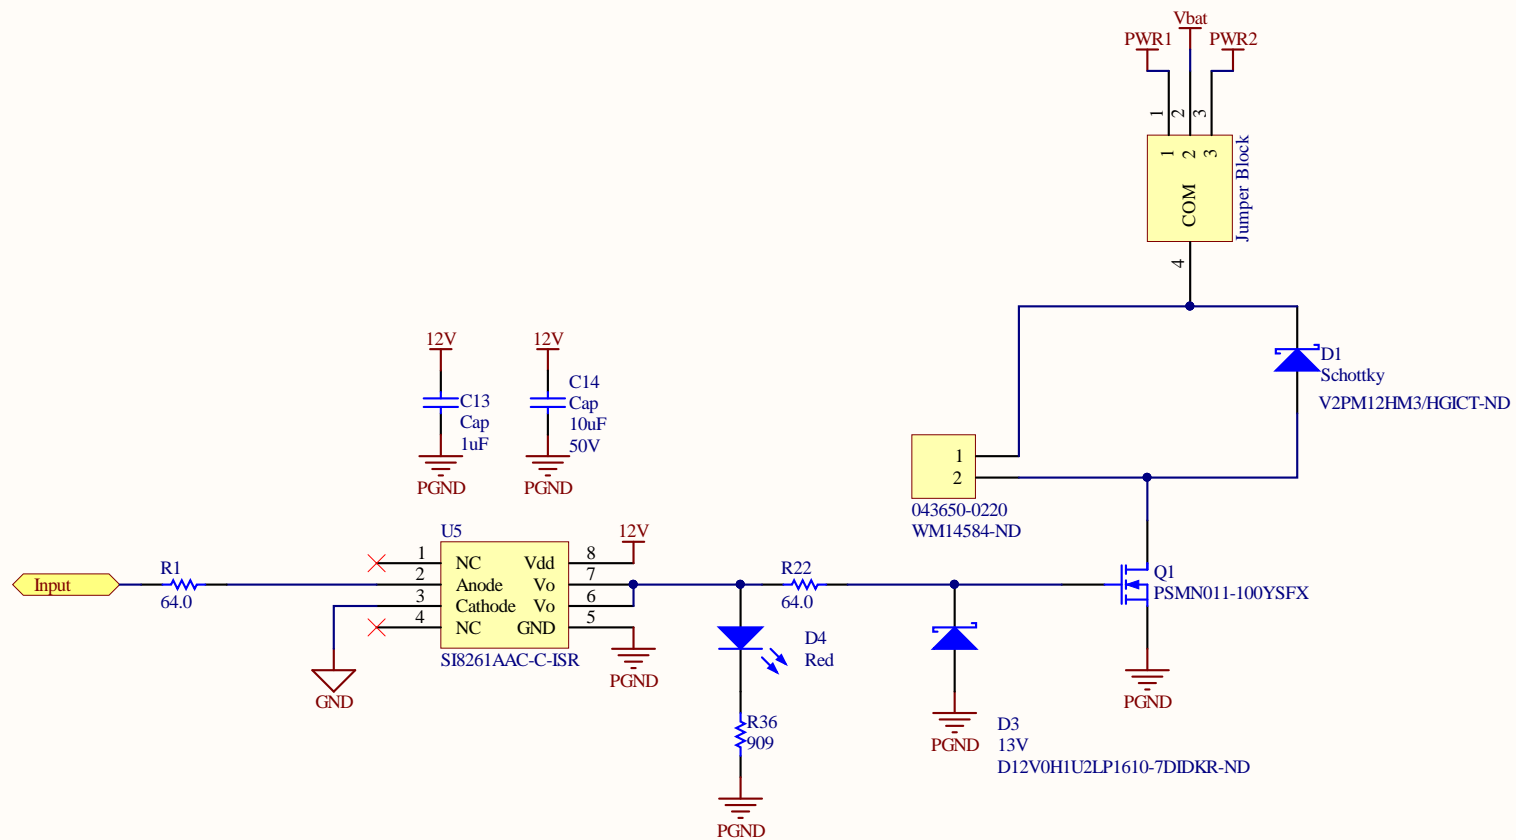 Vbat
PWR1
PWR2
1
2
3
1
2
3
COM
Jumper Block
4
12V
C13
Cap
1uF
PGND
12V
C14
Cap
10uF
50V
PGND
D1
Schottky
V2PM12HM3/HGICT-ND
1
2
043650-0220
WM14584-ND
U5
12V
1 NC Vdd 8
2 Anode Vo 7
3 Cathode Vo 6
4 NC GND 5
SI8261AAC-C-ISR
Input
R1
64.0
GND
PGND
R22
64.0
D4
Red
R36
909
PGND
Q1
PSMN011-100YSFX
PGND
PGND
D3
13V
D12V0H1U2LP1610-7DIDKR-ND